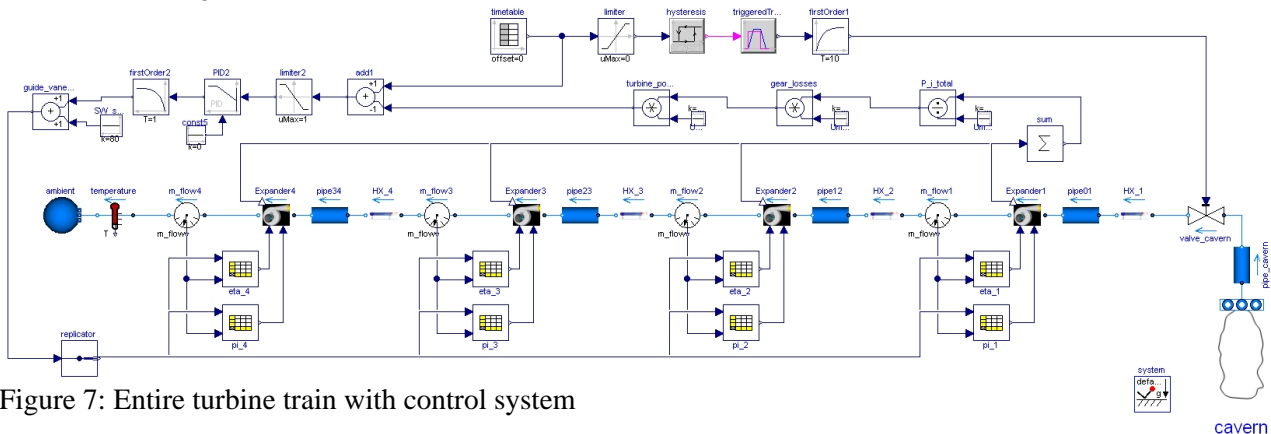 timetable
limiter
hysteresis
triggeredTr...
firstOrder1
offset=0
uMax=0
T=10
guide_vane...
firstOrder2
PID2
limiter2
add1
turbine_po...
gear_losses
P_i_total
+1
+1
SW_s...
k=80
T=1
PID
const5
k=0
uMax=1
+1
-1
k=...
U...
k=...
Um...
k=...
Um...
sum
Σ
ambient
temperature
m_flow4
Expander4
pipe34
HX_4
m_flow3
Expander3
pipe23
HX_3
m_flow2
Expander2
pipe12
HX_2
m_flow1
Expander1
pipe01
HX_1
T
m_flow
m_flow
m_flow
m_flow
valve_cavern
pipe_cavern
eta_4
eta_3
eta_2
eta_1
replicator
pi_4
pi_3
pi_2
pi_1
system
defa...
g
cavern
Figure 7: Entire turbine train with control system